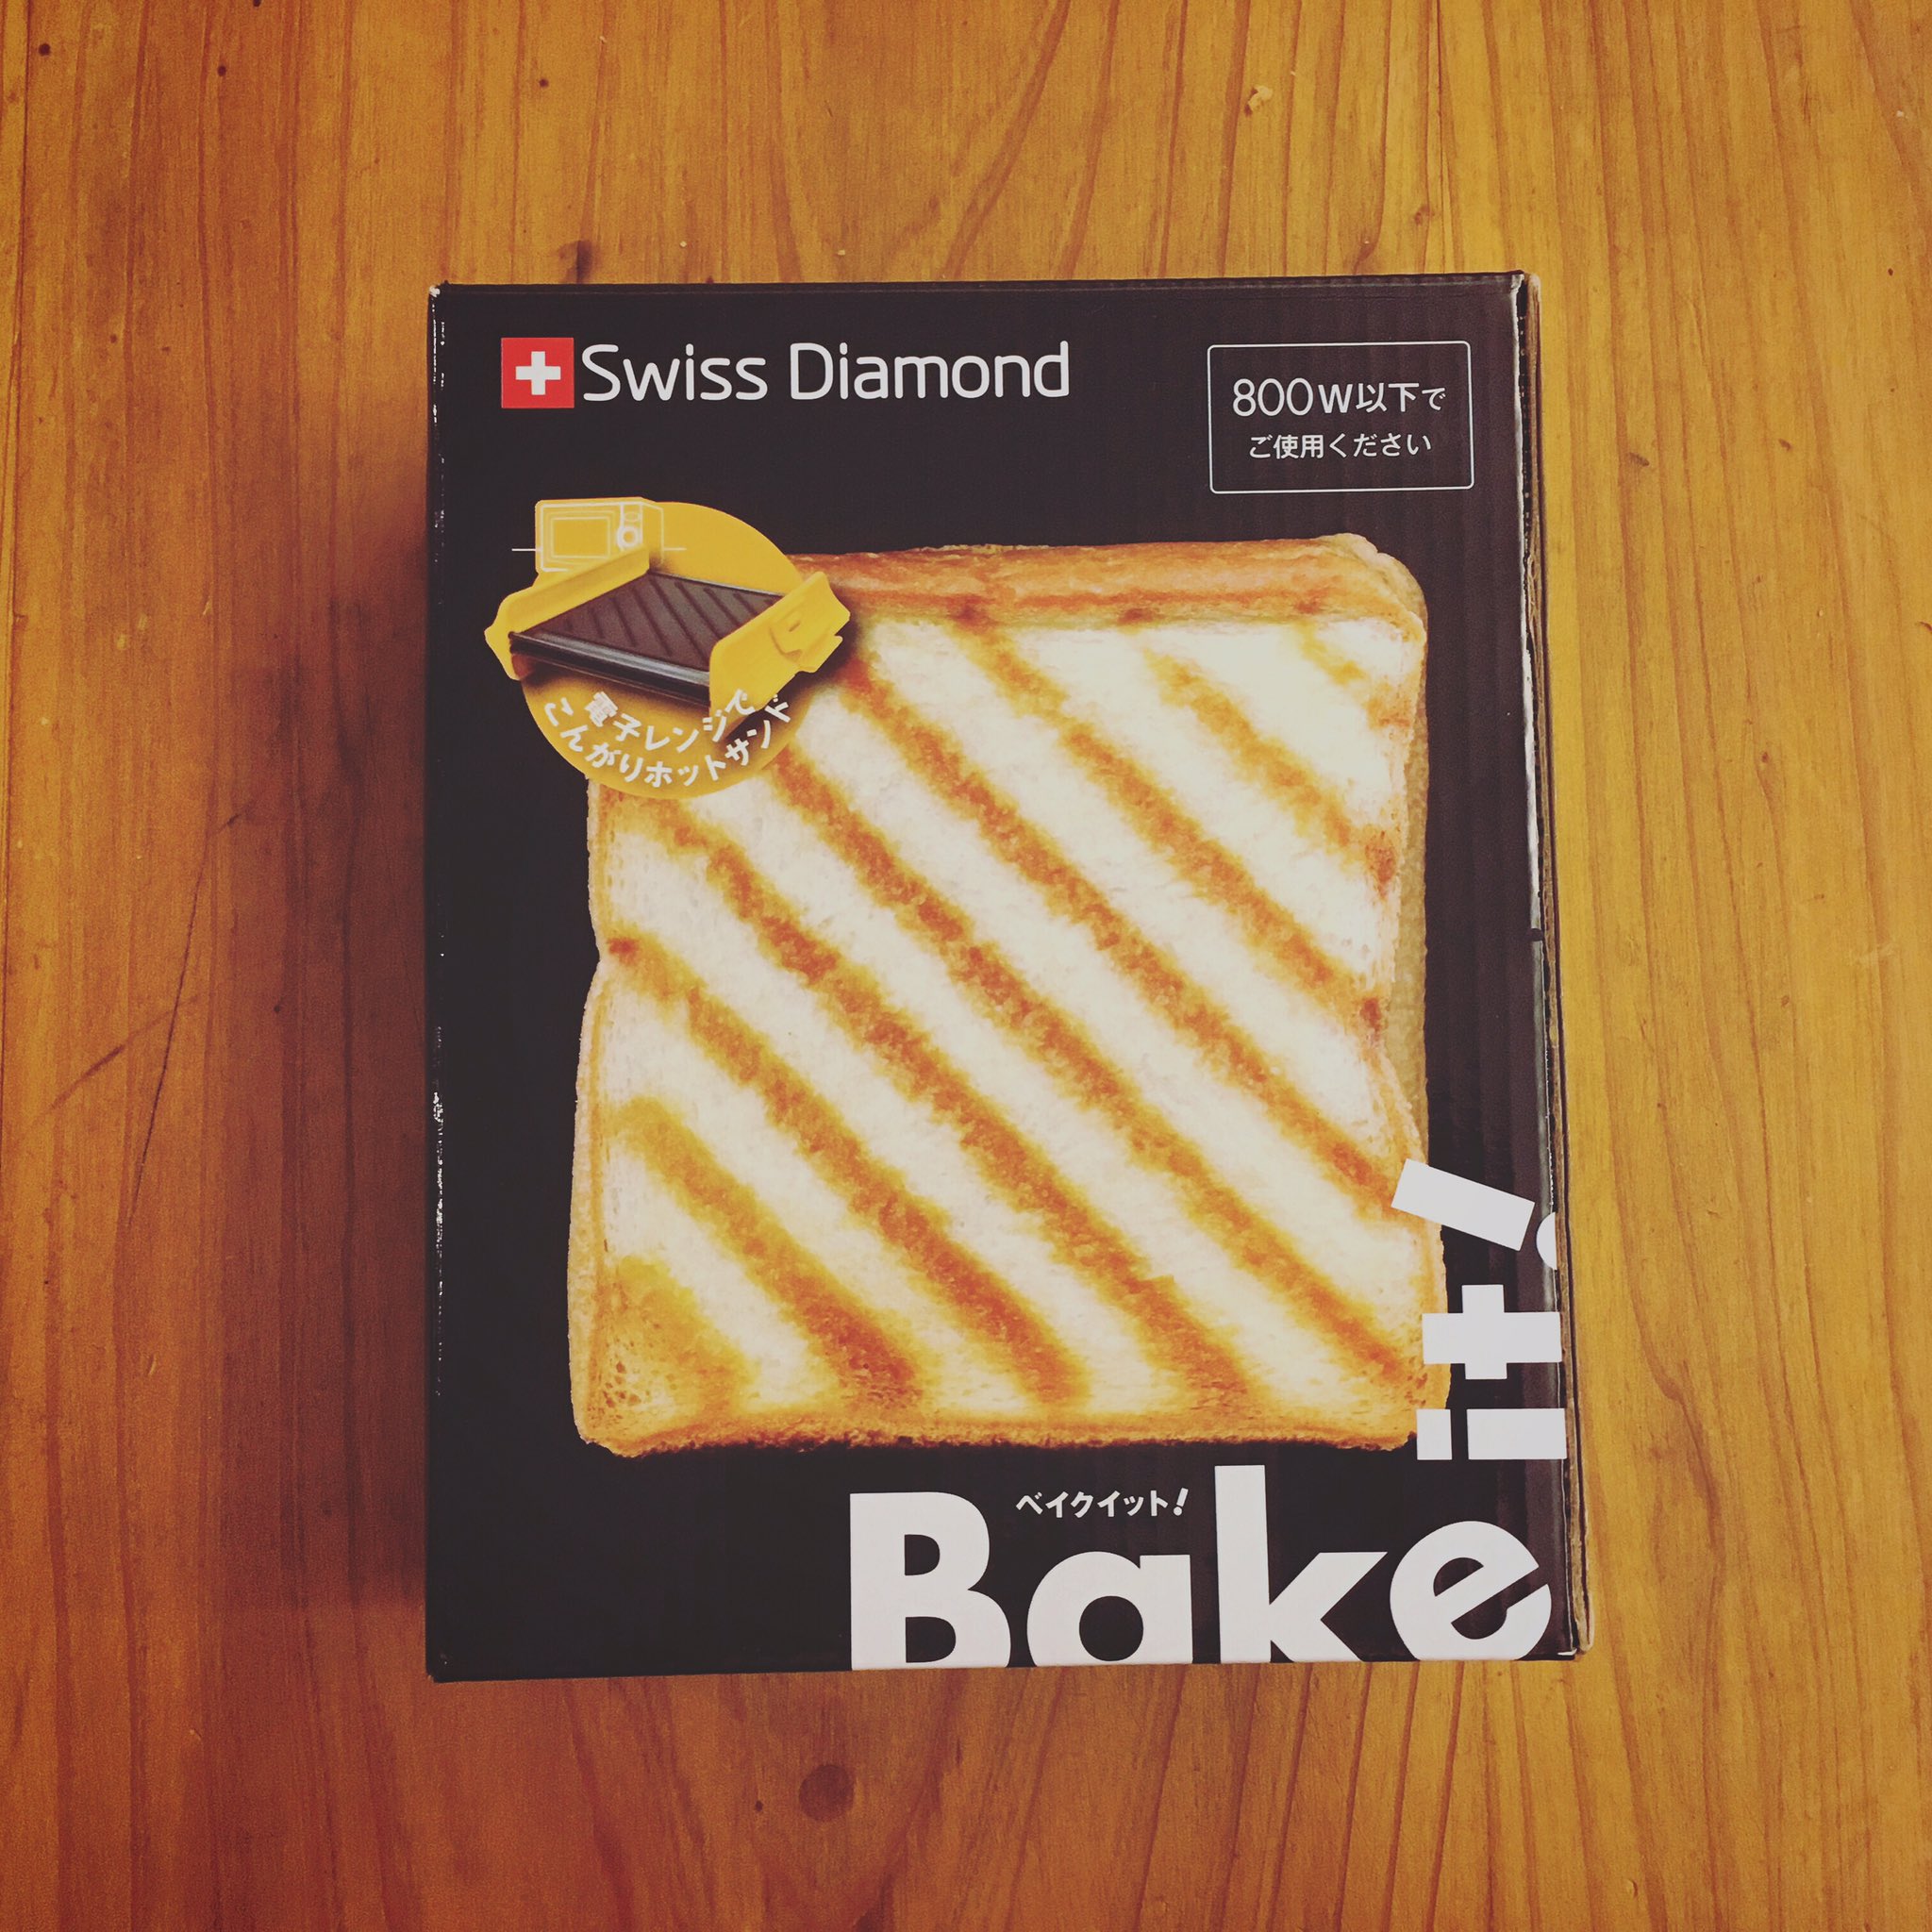 Swiss Diamond
800W以下で
ご使用ください
電子レンジで
こんがりホットサンド
ベイクイット!
Bake
it!